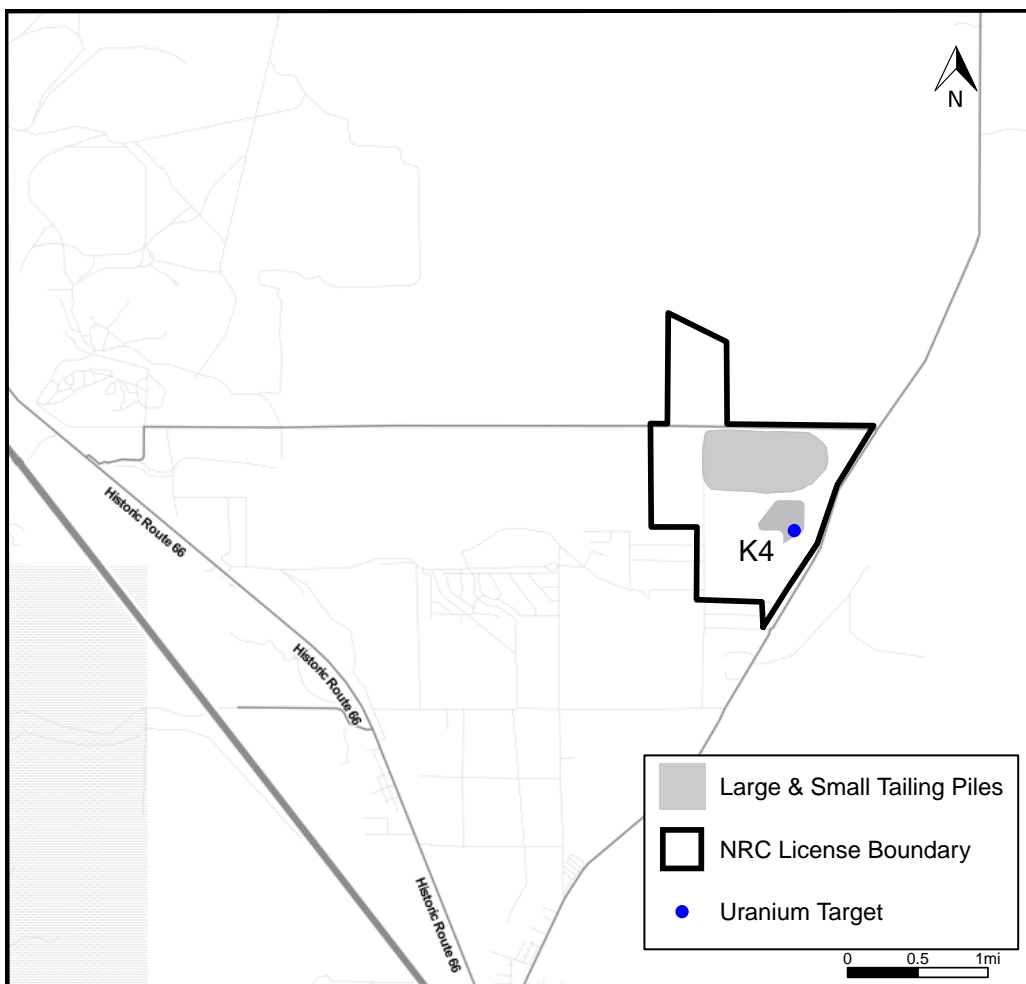 N
Historic Route 66
K4
Historic Route 66
Historic Route 66
Large & Small Tailing Piles
NRC License Boundary
Uranium Target
0 0.5 1mi